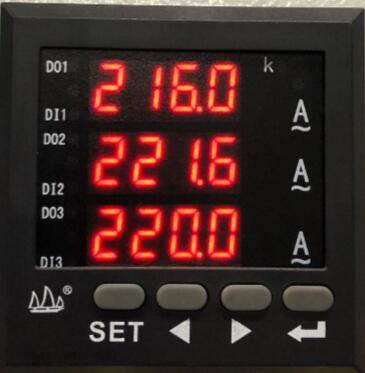 DO1 216.0 k
DI1 A
DO2 221.6
DI2 A
DO3 220.0
DI3 A
®
SET